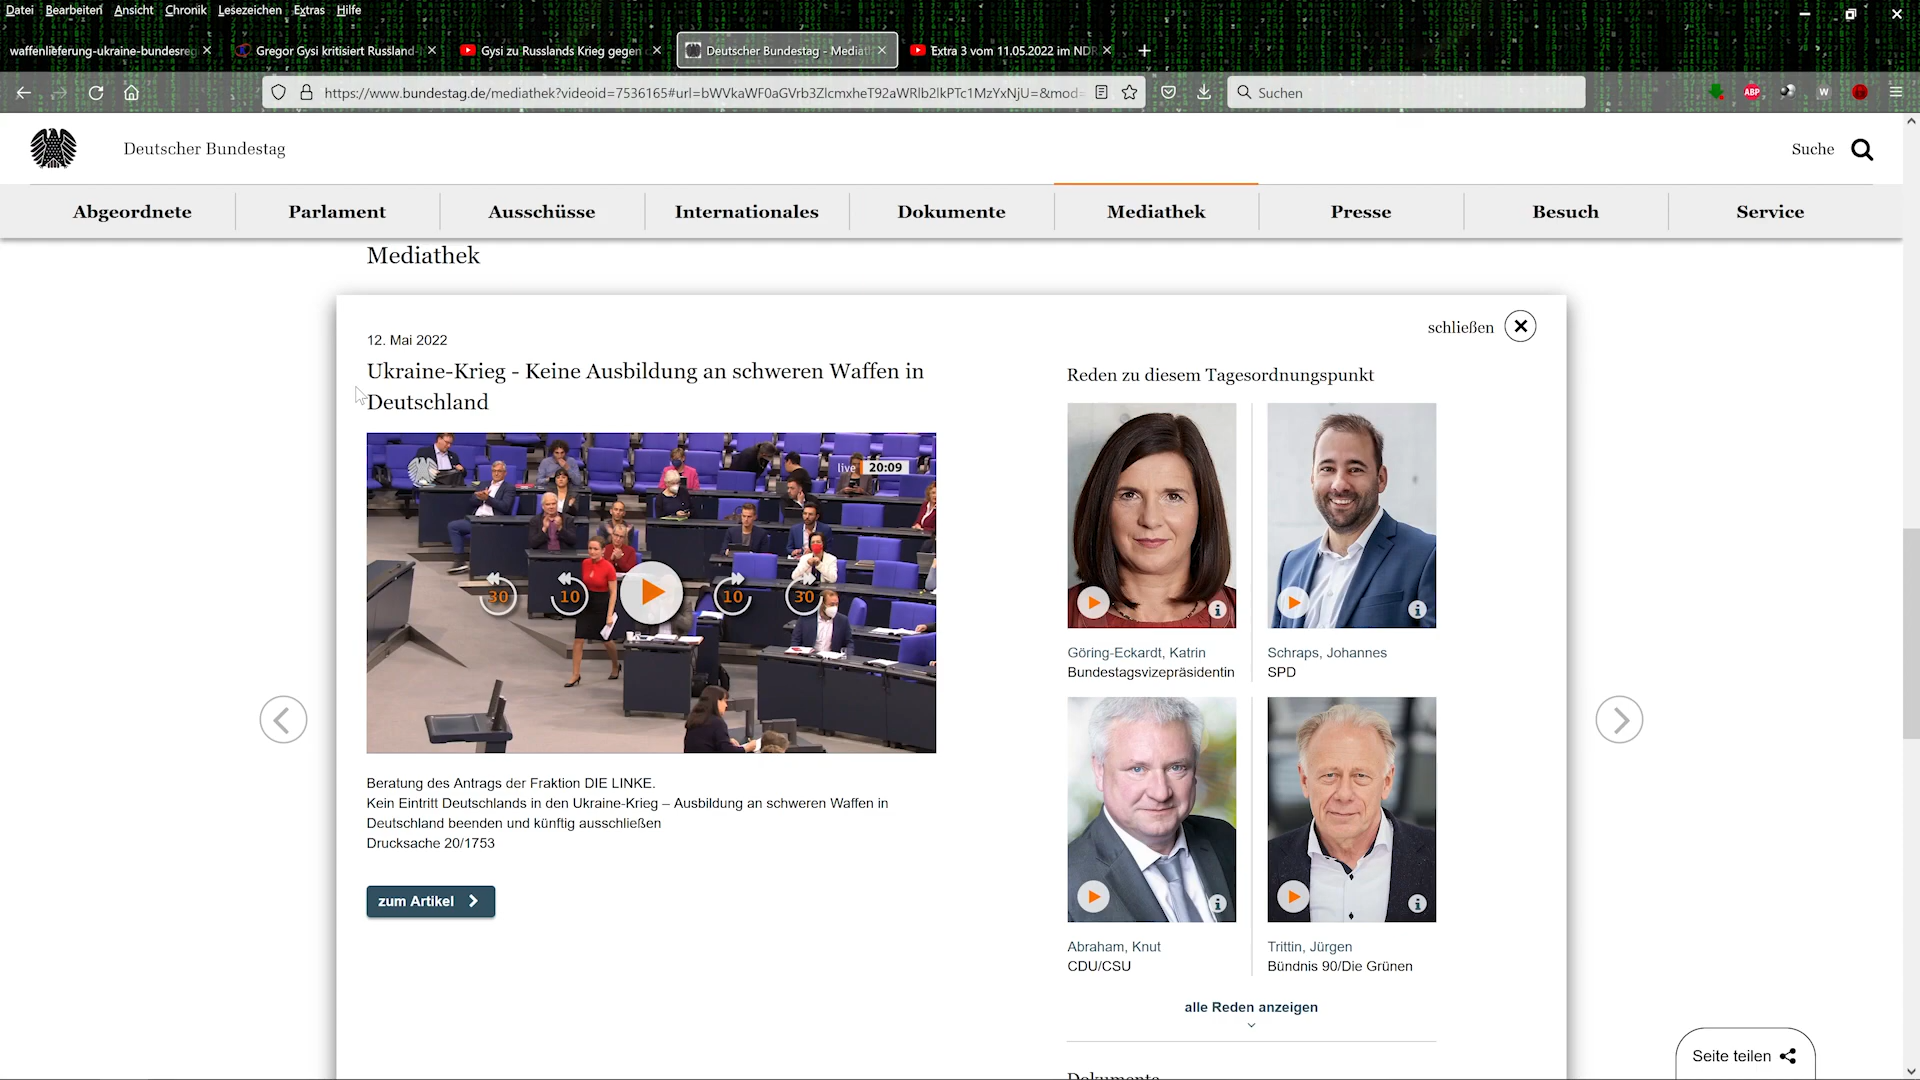 Datei Bearbeiten Ansicht Chronik Lesezeichen Extras Hilfe
waffenlieferung-ukraine-bundesreg
Gregor Gysi kritisiert Russland-
Gysi zu Russlands Krieg gegen
Deutscher Bundestag - Mediat
Extra 3 vom 11.05.2022 im NDR
https://www.bundestag.de/mediathek?videoid=7536165#url=bWVkaWF0aGVrb3ZlcmxheT92aWRlb2lkPTc1MzYxNjU=&mod=
Suchen
ABP
W
Deutscher Bundestag
Suche
Abgeordnete Parlament Ausschüsse Internationales Dokumente Mediathek Presse Besuch Service
Mediathek
schließen
12. Mai 2022
Ukraine-Krieg - Keine Ausbildung an schweren Waffen in
Deutschland
live 20:09
30 10 10 30
Beratung des Antrags der Fraktion DIE LINKE.
Kein Eintritt Deutschlands in den Ukraine-Krieg – Ausbildung an schweren Waffen in
Deutschland beenden und künftig ausschließen
Drucksache 20/1753
zum Artikel
Reden zu diesem Tagesordnungspunkt
Göring-Eckardt, Katrin
Bundestagsvizepräsidentin
Schraps, Johannes
SPD
Abraham, Knut
CDU/CSU
Trittin, Jürgen
Bündnis 90/Die Grünen
alle Reden anzeigen
Dokumente
Seite teilen